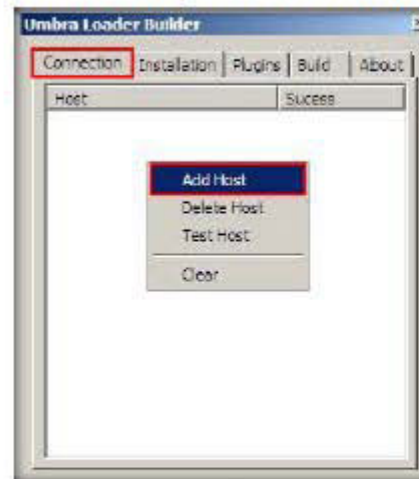 Umbra Loader Builder
Connection Installation Plugins Build About
Host Sucess
Add Host
Delete Host
Test Host
Clear